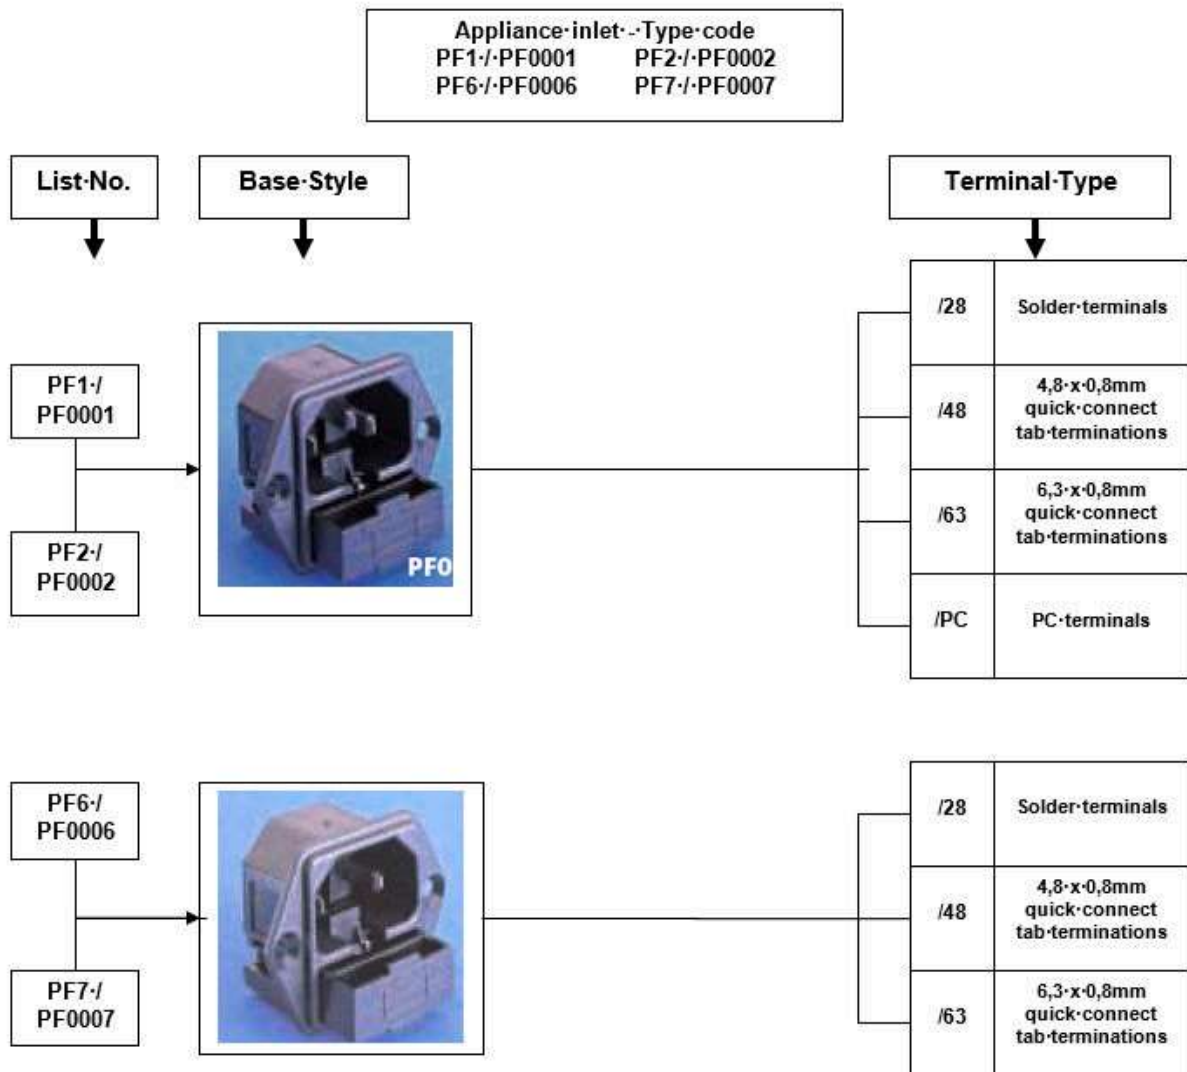 Appliance·inlet·-·Type·code
PF1·/·PF0001 PF2·/·PF0002
PF6·/·PF0006 PF7·/·PF0007
List·No.
Base·Style
Terminal·Type
PF1·/
PF0001
PF2·/
PF0002
PF0
/28
Solder·terminals
/48
4,8·x·0,8mm
quick·connect
tab·terminations
/63
6,3·x·0,8mm
quick·connect
tab·terminations
/PC
PC·terminals
PF6·/
PF0006
PF7·/
PF0007
/28
Solder·terminals
/48
4,8·x·0,8mm
quick·connect
tab·terminations
/63
6,3·x·0,8mm
quick·connect
tab·terminations